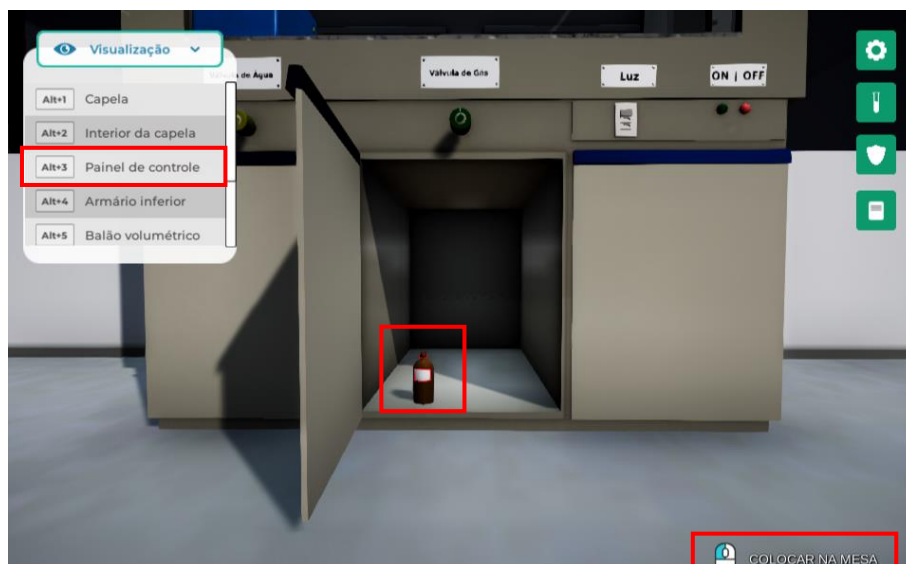 Visualização
Alt+1 Capela
Alt+2 Interior da capela
Alt+3 Painel de controle
Alt+4 Armário inferior
Alt+5 Balão volumétrico
de Água
Válvula de Gás
Luz
ON | OFF
COLOCAR NA MESA